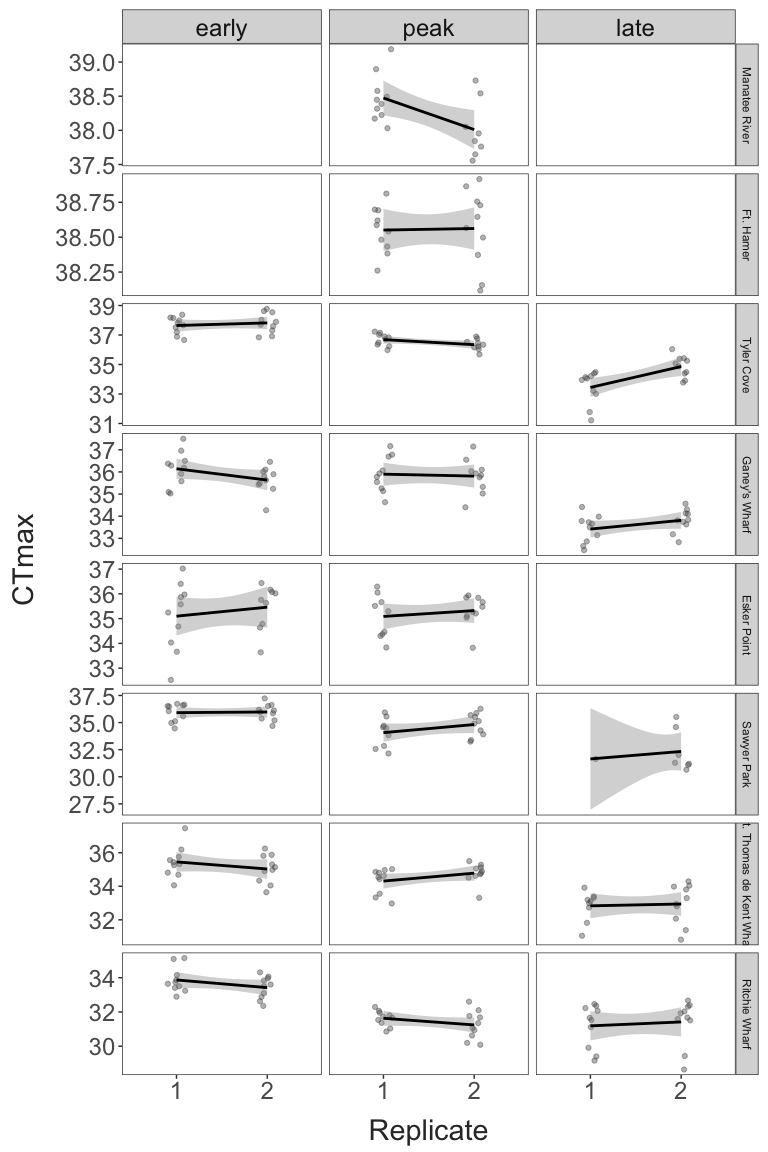 early peak late
39.0
38.5
38.0
37.5
Manatee River
38.75
38.50
38.25
Ft. Hamer
39
37
35
33
31
Tyler Cove
37
36
35
34
33
Ganey's Wharf
37
36
35
34
33
Esker Point
37.5
35.0
32.5
30.0
27.5
Sawyer Park
36
34
32
t. Thomas de Kent Wha
34
32
30
Ritchie Wharf
CTmax
1 2 1 2 1 2
Replicate